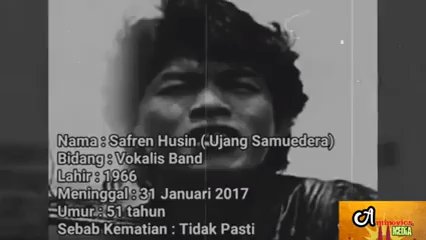 Nama : Safren Husin ( Ujang Samuedera)
Bidang : Vokalis Band
Lahir : 1966
Meninggal : 31 Januari 2017
Umur : 51 tahun
Sebab Kematian : Tidak Pasti